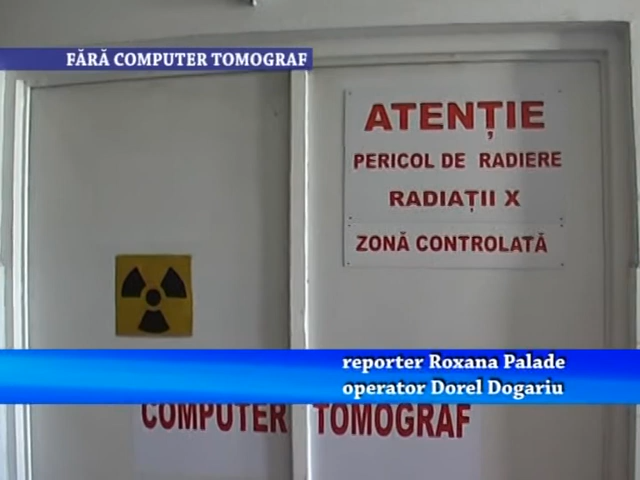 FĂRĂ COMPUTER TOMOGRAF
ATENȚIE
PERICOL DE RADIERE
RADIAȚII X
ZONĂ CONTROLATĂ
reporter Roxana Palade
operator Dorel Dogariu
COMPUTER TOMOGRAF